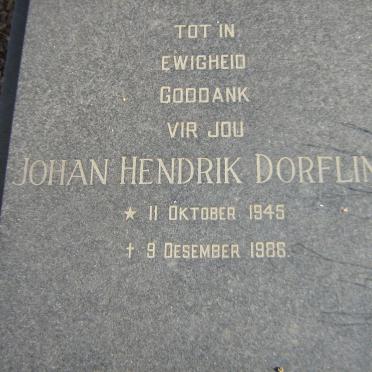 TOT IN
EWIGHEID
GODDANK
VIR JOU
JOHAN HENDRIK DORFLIN
★ 11 OKTOBER 1945
† 9 DESEMBER 1986